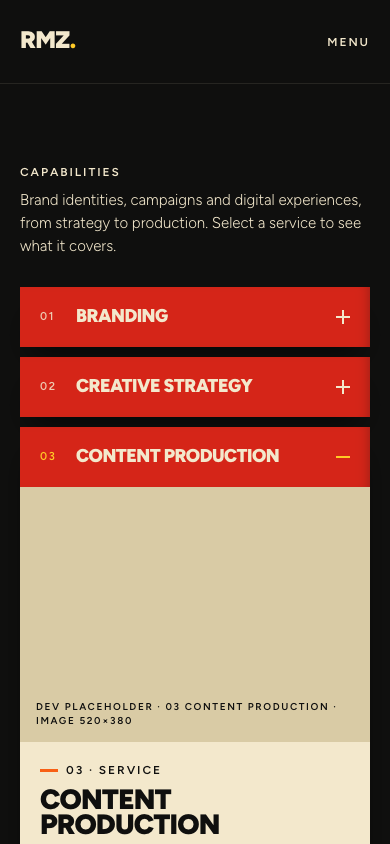 RMZ.
MENU
CAPABILITIES
Brand identities, campaigns and digital experiences,
from strategy to production. Select a service to see
what it covers.
01 BRANDING
02 CREATIVE STRATEGY
03 CONTENT PRODUCTION
DEV PLACEHOLDER · 03 CONTENT PRODUCTION ·
IMAGE 520×380
03 · SERVICE
CONTENT
PRODUCTION